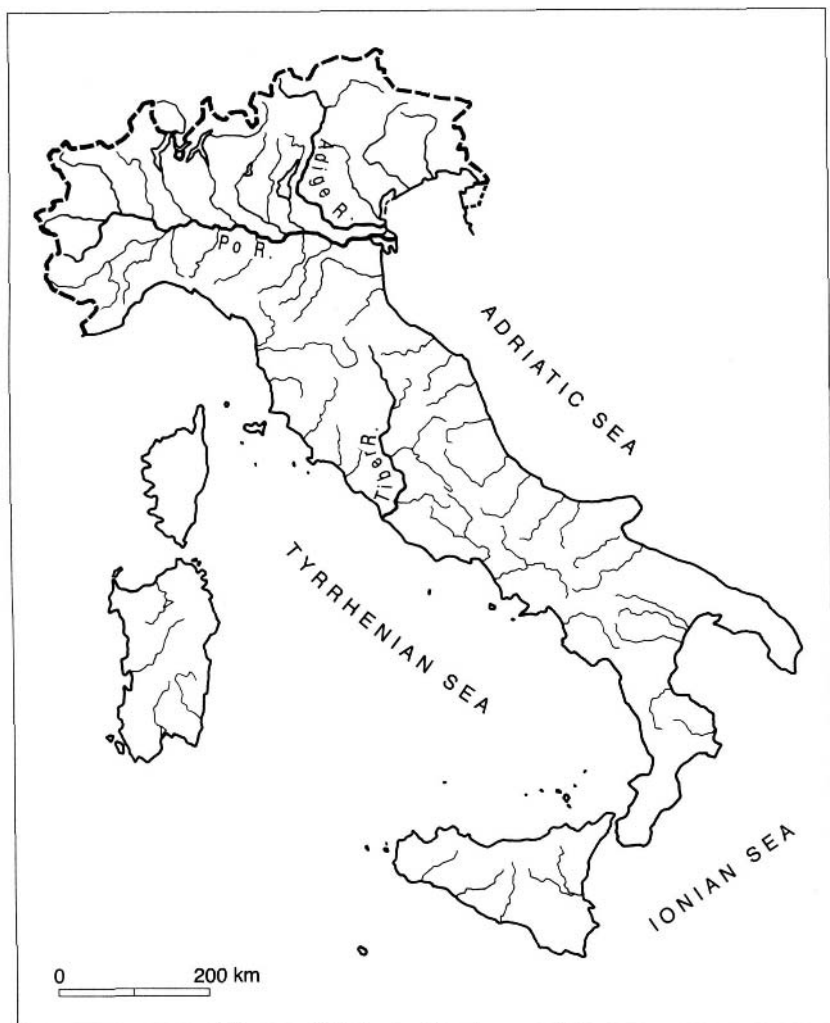 Adige R.
Po R.
ADRIATIC SEA
Tiber R.
TYRRHENIAN SEA
IONIAN SEA
0 200 km